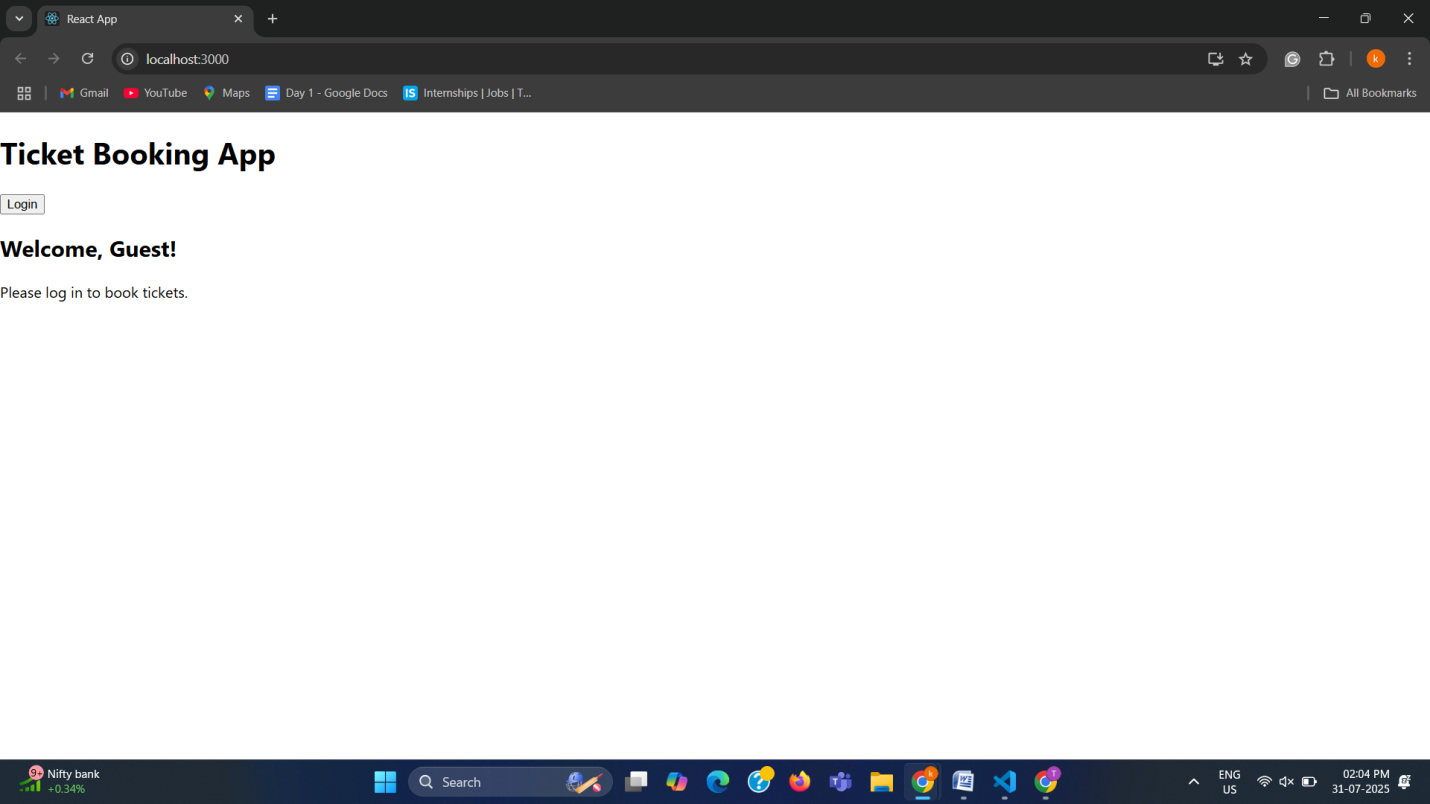 React App
localhost:3000
Gmail YouTube Maps Day 1 - Google Docs IS Internships | Jobs | T... All Bookmarks
k
Ticket Booking App
Login
Welcome, Guest!
Please log in to book tickets.
9+ Nifty bank
+0.34%
Search
k
T
ENG
US
02:04 PM
31-07-2025